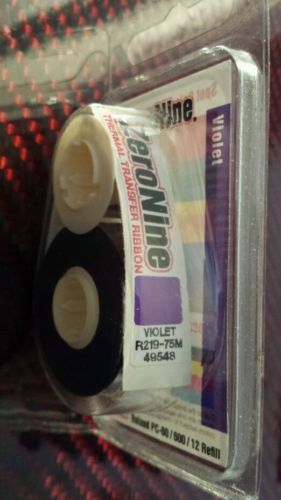 Nine.
Violet
ZeroNine
THERMAL TRANSFER RIBBON
VIOLET
R219-75M
49548
Roland PC-60 / 600 / 12 Refill